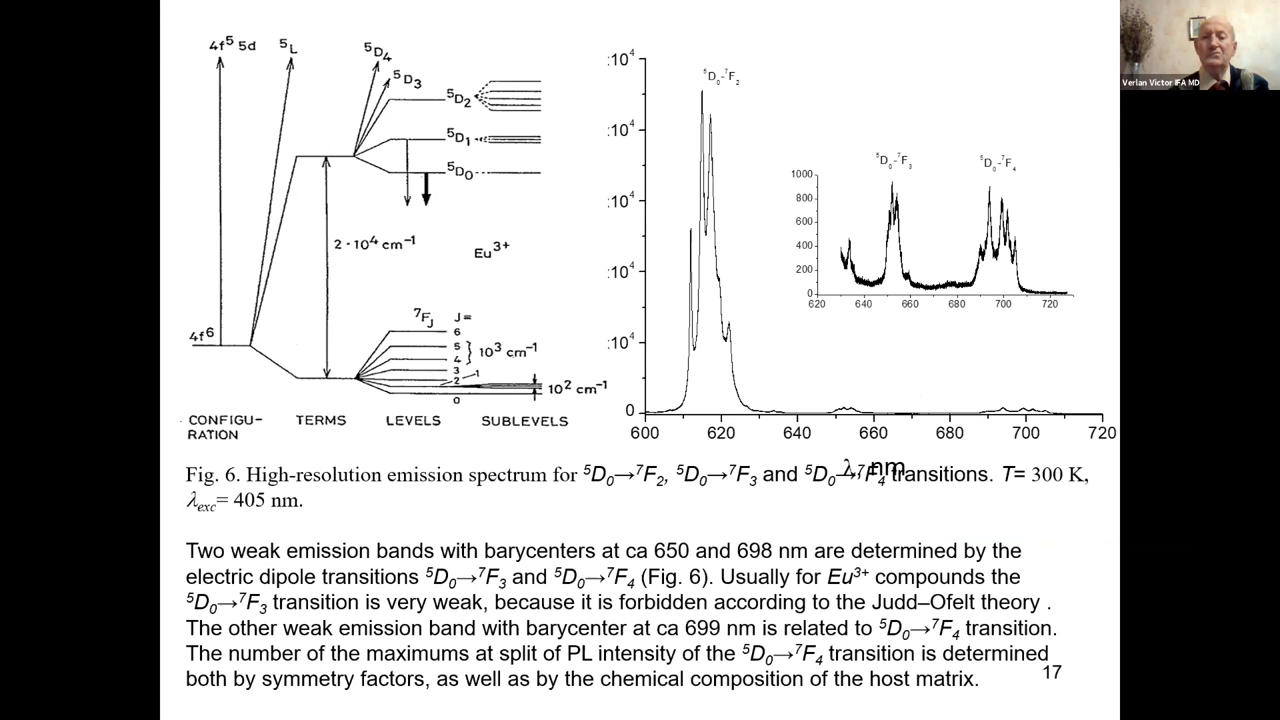 4f⁵ 5d
⁵L
⁵D₄
⁵D₃
⁵D₂
⁵D₁
⁵D₀
2·10⁴ cm⁻¹
Eu³⁺
⁷F_J J=
6
5
4
3
2
1
0
10³ cm⁻¹
10² cm⁻¹
4f⁶
CONFIGU-
RATION
TERMS
LEVELS
SUBLEVELS
:10⁴
:10⁴
:10⁴
:10⁴
:10⁴
0
600 620 640 660 680 700 720
⁵D₀-⁷F₂
⁵D₀-⁷F₃
⁵D₀-⁷F₄
1000
800
600
400
200
0
620 640 660 680 700 720
λ, nm
Verlan Victor IFA MD
Fig. 6. High-resolution emission spectrum for ⁵D₀→⁷F₂, ⁵D₀→⁷F₃ and ⁵D₀→⁷F₄ transitions. T= 300 K,
λexc= 405 nm.
Two weak emission bands with barycenters at ca 650 and 698 nm are determined by the
electric dipole transitions ⁵D₀→⁷F₃ and ⁵D₀→⁷F₄ (Fig. 6). Usually for Eu³⁺ compounds the
⁵D₀→⁷F₃ transition is very weak, because it is forbidden according to the Judd–Ofelt theory .
The other weak emission band with barycenter at ca 699 nm is related to ⁵D₀→⁷F₄ transition.
The number of the maximums at split of PL intensity of the ⁵D₀→⁷F₄ transition is determined
both by symmetry factors, as well as by the chemical composition of the host matrix.
17